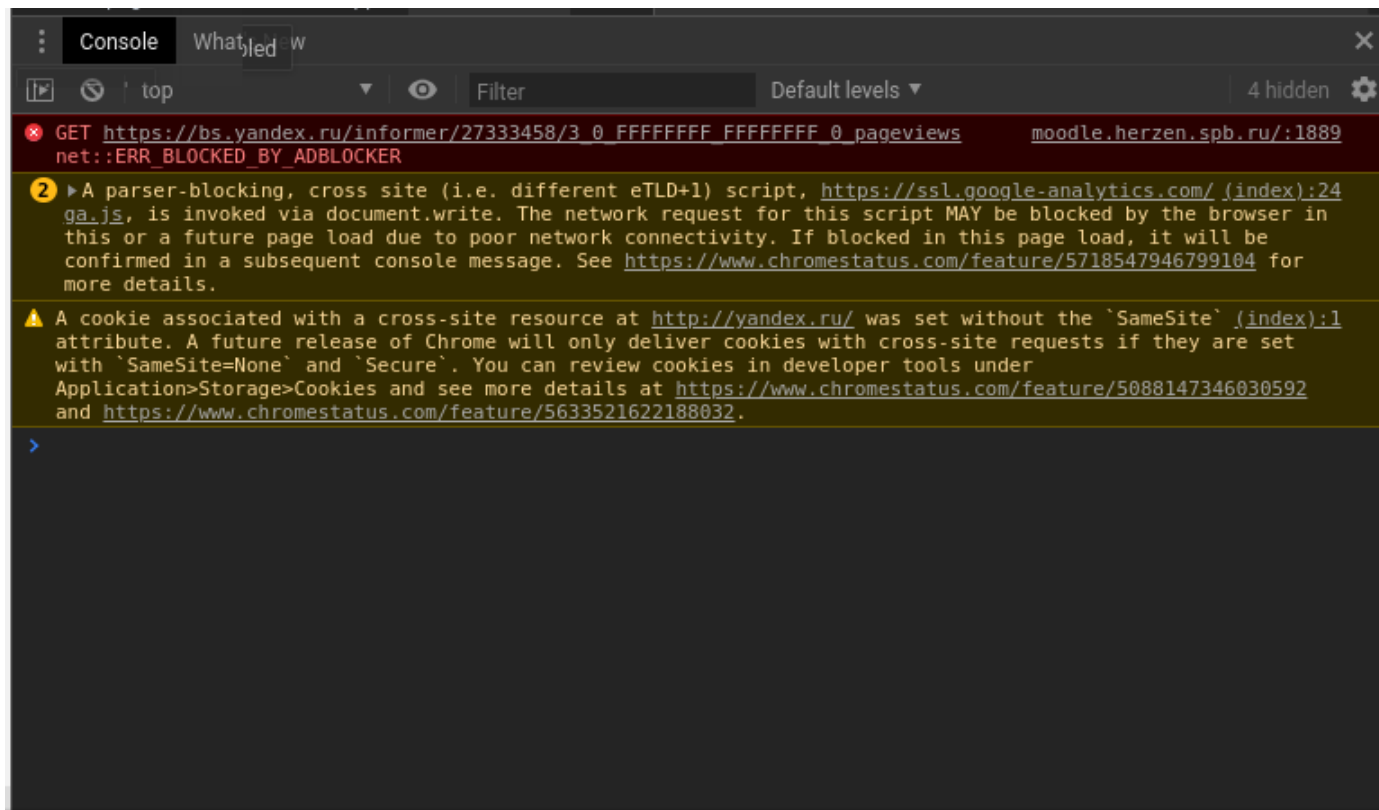 Console What bled ew
top Filter Default levels 4 hidden
GET https://bs.yandex.ru/informer/27333458/3_0_FFFFFFFF_FFFFFFFF_0_pageviews moodle.herzen.spb.ru/:1889
net::ERR_BLOCKED_BY_ADBLOCKER
2 A parser-blocking, cross site (i.e. different eTLD+1) script, https://ssl.google-analytics.com/ (index):24
ga.js, is invoked via document.write. The network request for this script MAY be blocked by the browser in
this or a future page load due to poor network connectivity. If blocked in this page load, it will be
confirmed in a subsequent console message. See https://www.chromestatus.com/feature/5718547946799104 for
more details.
A cookie associated with a cross-site resource at http://yandex.ru/ was set without the `SameSite` (index):1
attribute. A future release of Chrome will only deliver cookies with cross-site requests if they are set
with `SameSite=None` and `Secure`. You can review cookies in developer tools under
Application>Storage>Cookies and see more details at https://www.chromestatus.com/feature/5088147346030592
and https://www.chromestatus.com/feature/5633521622188032.